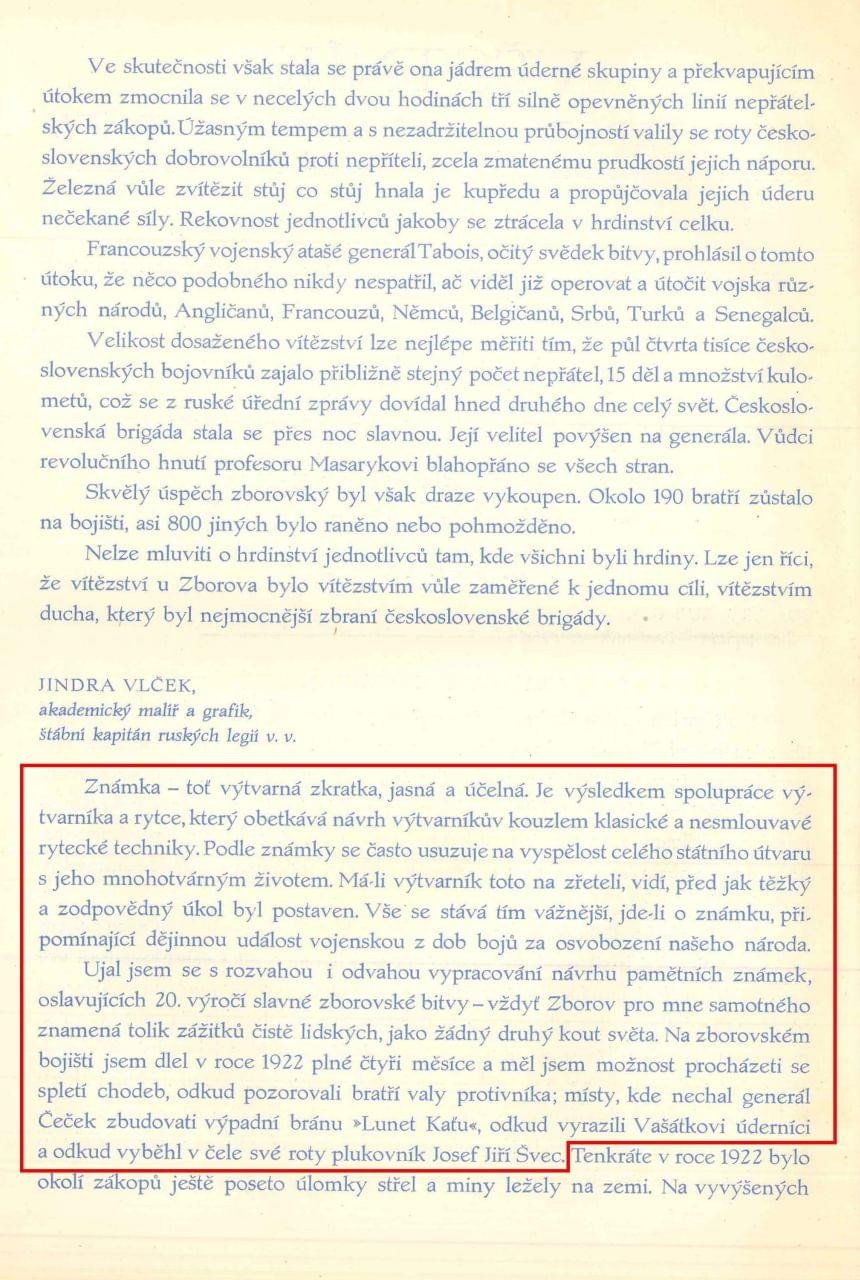 Ve skutečnosti však stala se právě ona jádrem úderné skupiny a překvapujícím
útokem zmocnila se v necelých dvou hodinách tří silně opevněných linií nepřátel-
ských zákopů. Úžasným tempem a s nezadržitelnou průbojností valily se roty česko-
slovenských dobrovolníků proti nepříteli, zcela zmatenému prudkostí jejich náporu.
Železná vůle zvítězit stůj co stůj hnala je kupředu a propůjčovala jejich úderu
nečekané síly. Rekovnost jednotlivců jakoby se ztrácela v hrdinství celku.
Francouzský vojenský atašé generál Tabois, očitý svědek bitvy, prohlásil o tomto
útoku, že něco podobného nikdy nespatřil, ač viděl již operovat a útočit vojska růz-
ných národů, Angličanů, Francouzů, Němců, Belgičanů, Srbů, Turků a Senegalců.
Velikost dosaženého vítězství lze nejlépe měřiti tím, že půl čtvrta tisíce česko-
slovenských bojovníků zajalo přibližně stejný počet nepřátel, 15 děl a množství kulo-
metů, což se z ruské úřední zprávy dovídal hned druhého dne celý svět. Českoslo-
venská brigáda stala se přes noc slavnou. Její velitel povýšen na generála. Vůdci
revolučního hnutí profesoru Masarykovi blahopřáno se všech stran.
Skvělý úspěch zborovský byl však draze vykoupen. Okolo 190 bratří zůstalo
na bojišti, asi 800 jiných bylo raněno nebo pohmožděno.
Nelze mluviti o hrdinství jednotlivců tam, kde všichni byli hrdiny. Lze jen říci,
že vítězství u Zborova bylo vítězstvím vůle zaměřené k jednomu cíli, vítězstvím
ducha, který byl nejmocnější zbraní československé brigády.
JINDRA VLČEK,
akademický malíř a grafik,
štábní kapitán ruských legií v. v.
Známka – toť výtvarná zkratka, jasná a účelná. Je výsledkem spolupráce vý-
tvarníka a rytce, který obetkává návrh výtvarníkův kouzlem klasické a nesmlouvavé
rytecké techniky. Podle známky se často usuzuje na vyspělost celého státního útvaru
s jeho mnohotvárným životem. Má-li výtvarník toto na zřeteli, vidí, před jak těžký
a zodpovědný úkol byl postaven. Vše se stává tím vážnější, jde-li o známku, při-
pomínající dějinnou událost vojenskou z dob bojů za osvobození našeho národa.
Ujal jsem se s rozvahou i odvahou vypracování návrhu pamětních známek,
oslavujících 20. výročí slavné zborovské bitvy – vždyť Zborov pro mne samotného
znamená tolik zážitků čistě lidských, jako žádný druhý kout světa. Na zborovském
bojišti jsem dlel v roce 1922 plné čtyři měsíce a měl jsem možnost procházeti se
spletí chodeb, odkud pozorovali bratří valy protivníka; místy, kde nechal generál
Čeček zbudovati výpadní bránu »Lunet Kaťu«, odkud vyrazili Vašátkovi úderníci
a odkud vyběhl v čele své roty plukovník Josef Jiří Švec. Tenkráte v roce 1922 bylo
okolí zákopů ještě poseto úlomky střel a miny ležely na zemi. Na vyvýšených